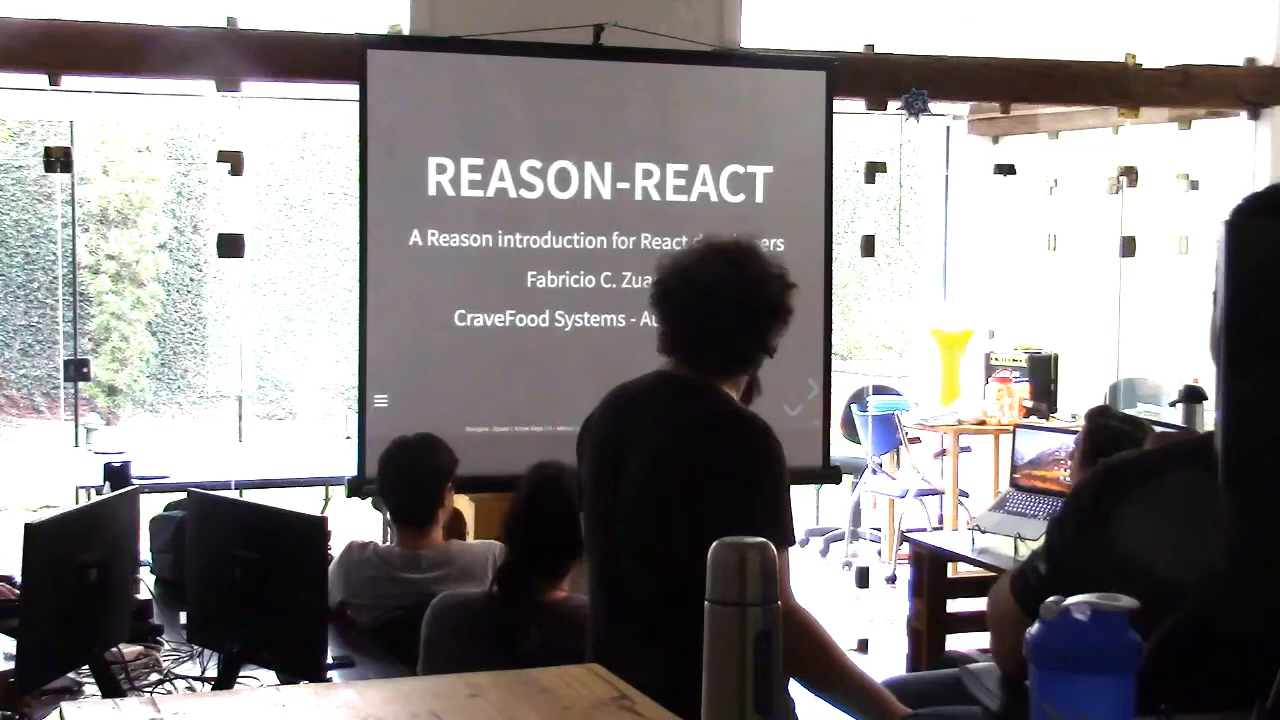 REASON-REACT
A Reason introduction for React
Fabricio C.
CraveFood Systems -